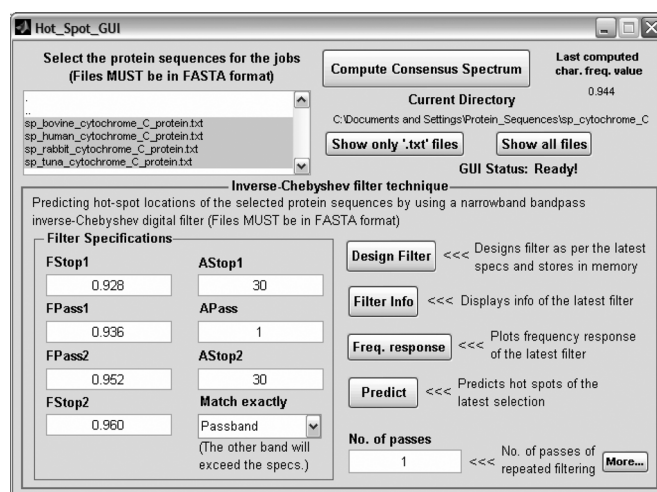 Hot_Spot_GUI
Select the protein sequences for the jobs
(Files MUST be in FASTA format)
.
..
sp_bovine_cytochrome_C_protein.txt
sp_human_cytochrome_C_protein.txt
sp_rabbit_cytochrome_C_protein.txt
sp_tuna_cytochrome_C_protein.txt
Compute Consensus Spectrum
Last computed
char. freq. value
0.944
Current Directory
C:\Documents and Settings\Protein_Sequences\sp_cytochrome_C
Show only '.txt' files
Show all files
GUI Status: Ready!
Inverse-Chebyshev filter technique
Predicting hot-spot locations of the selected protein sequences by using a narrowband bandpass
inverse-Chebyshev digital filter (Files MUST be in FASTA format)
Filter Specifications
FStop1
AStop1
0.928
30
FPass1
APass
0.936
1
FPass2
AStop2
0.952
30
FStop2
Match exactly
0.960
Passband
(The other band will
exceed the specs.)
Design Filter
<<< Designs filter as per the latest
specs and stores in memory
Filter Info
<<< Displays info of the latest filter
Freq. response
<<< Plots frequency response
of the latest filter
Predict
<<< Predicts hot spots of the
latest selection
No. of passes
1
<<< No. of passes of
repeated filtering
More...